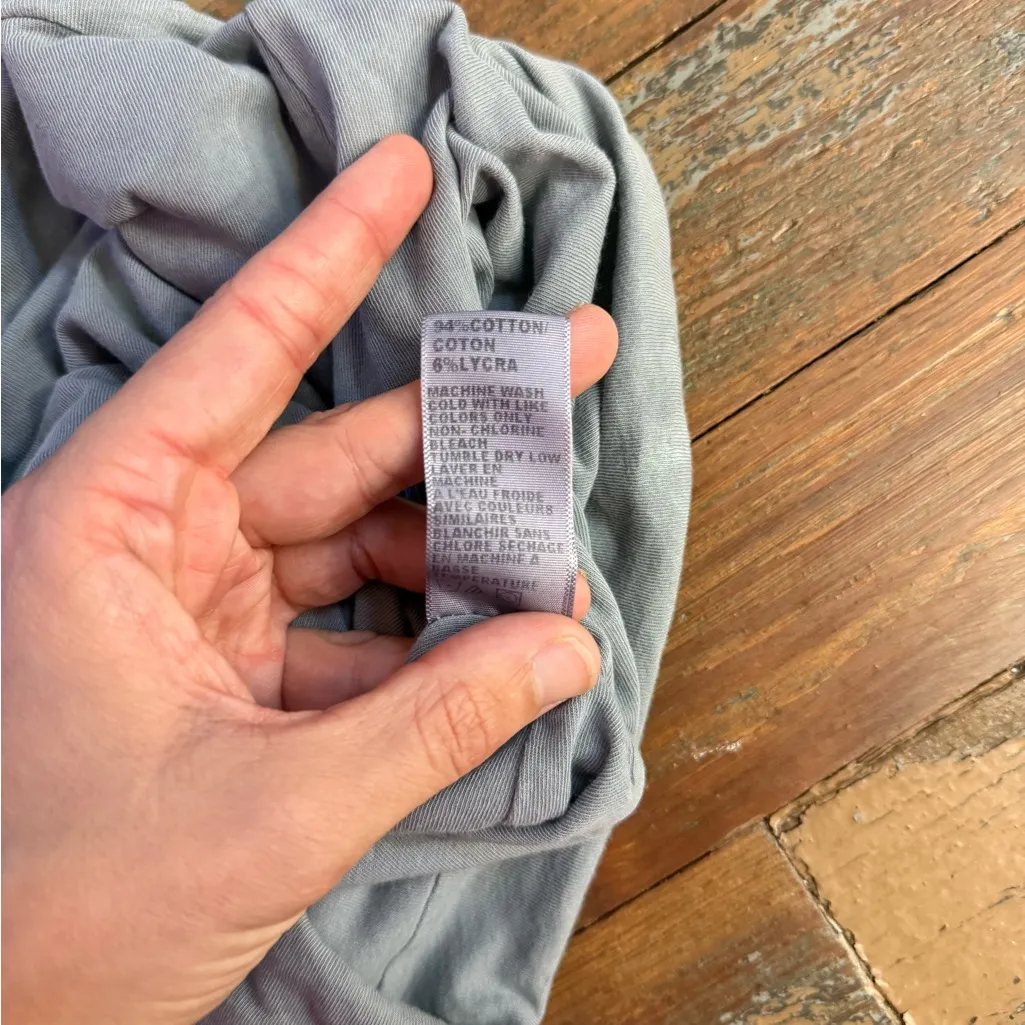 94%COTTON/
COTON
6%LYCRA
MACHINE WASH
COLD WITH LIKE
COLORS ONLY
NON-CHLORINE
BLEACH
TUMBLE DRY LOW
LAVER EN
MACHINE
A L'EAU FROIDE
AVEC COULEURS
SIMILAIRES
BLANCHIR SANS
CHLORE SECHAGE
EN MACHINE A
BASSE
TEMPERATURE